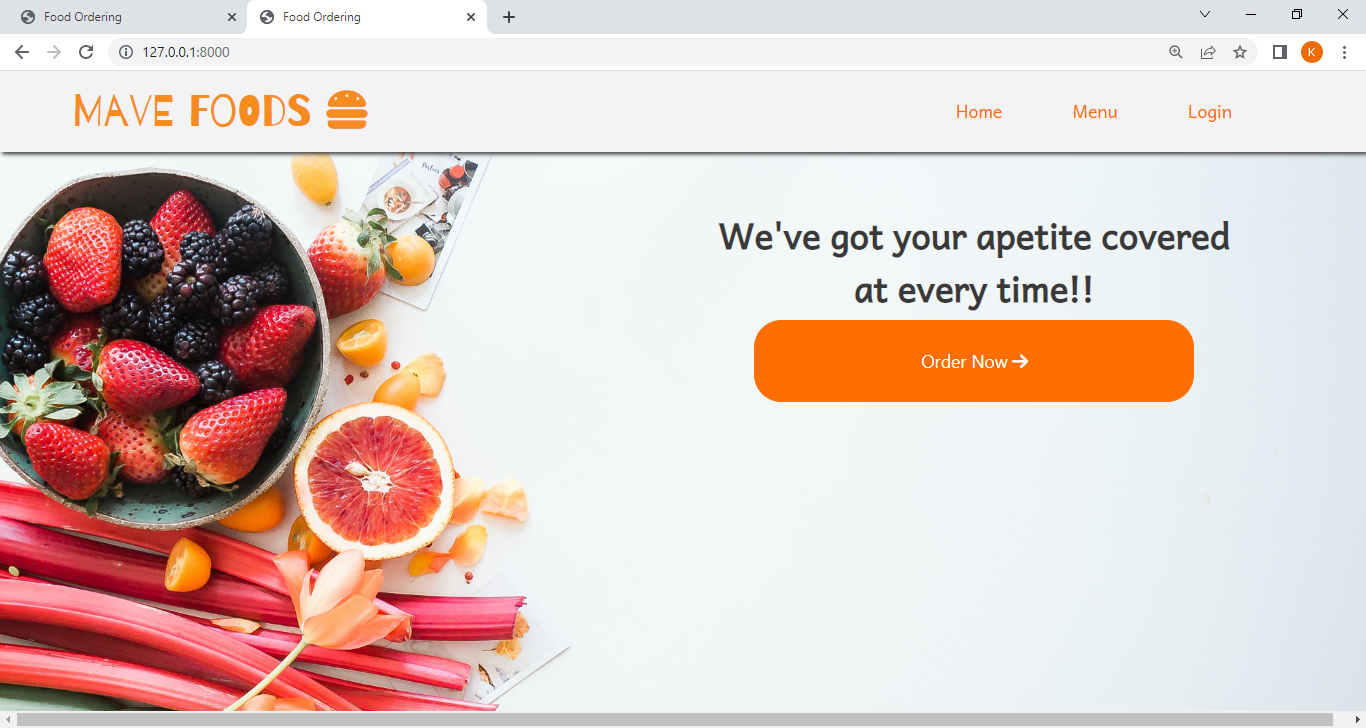 Food Ordering
Food Ordering
127.0.0.1:8000
K
MAVE FOODS
Home
Menu
Login
We've got your apetite covered
at every time!!
Order Now